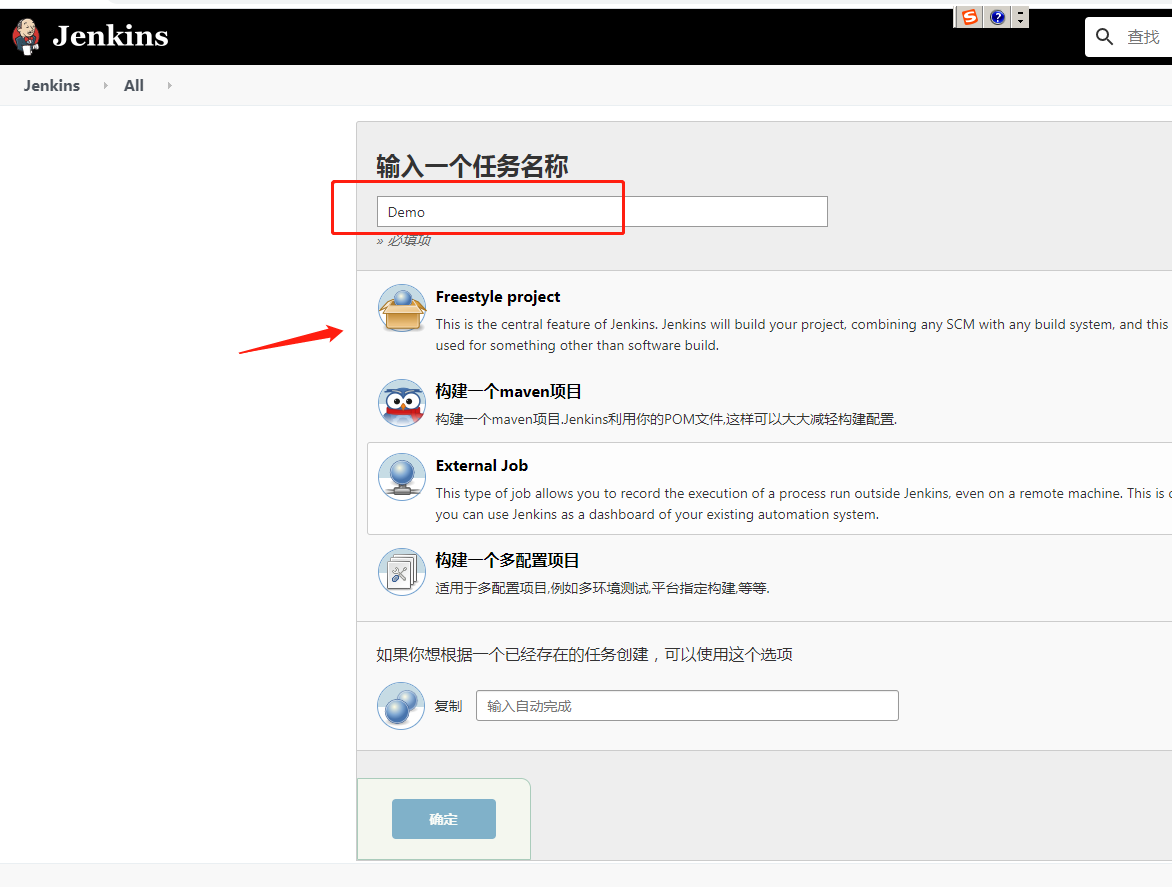 Jenkins
查找
Jenkins
All
输入一个任务名称
Demo
» 必填项
Freestyle project
This is the central feature of Jenkins. Jenkins will build your project, combining any SCM with any build system, and this
used for something other than software build.
构建一个maven项目
构建一个maven项目.Jenkins利用你的POM文件,这样可以大大减轻构建配置.
External Job
This type of job allows you to record the execution of a process run outside Jenkins, even on a remote machine. This is
you can use Jenkins as a dashboard of your existing automation system.
构建一个多配置项目
适用于多配置项目,例如多环境测试,平台指定构建,等等.
如果你想根据一个已经存在的任务创建，可以使用这个选项
复制
输入自动完成
确定